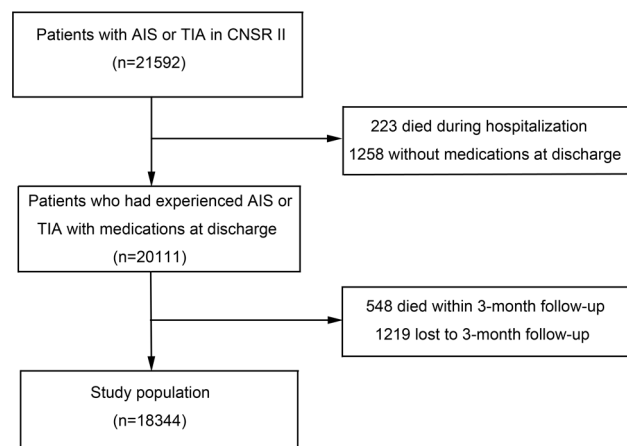 Patients with AIS or TIA in CNSR II
(n=21592)
223 died during hospitalization
1258 without medications at discharge
Patients who had experienced AIS or
TIA with medications at discharge
(n=20111)
548 died within 3-month follow-up
1219 lost to 3-month follow-up
Study population
(n=18344)